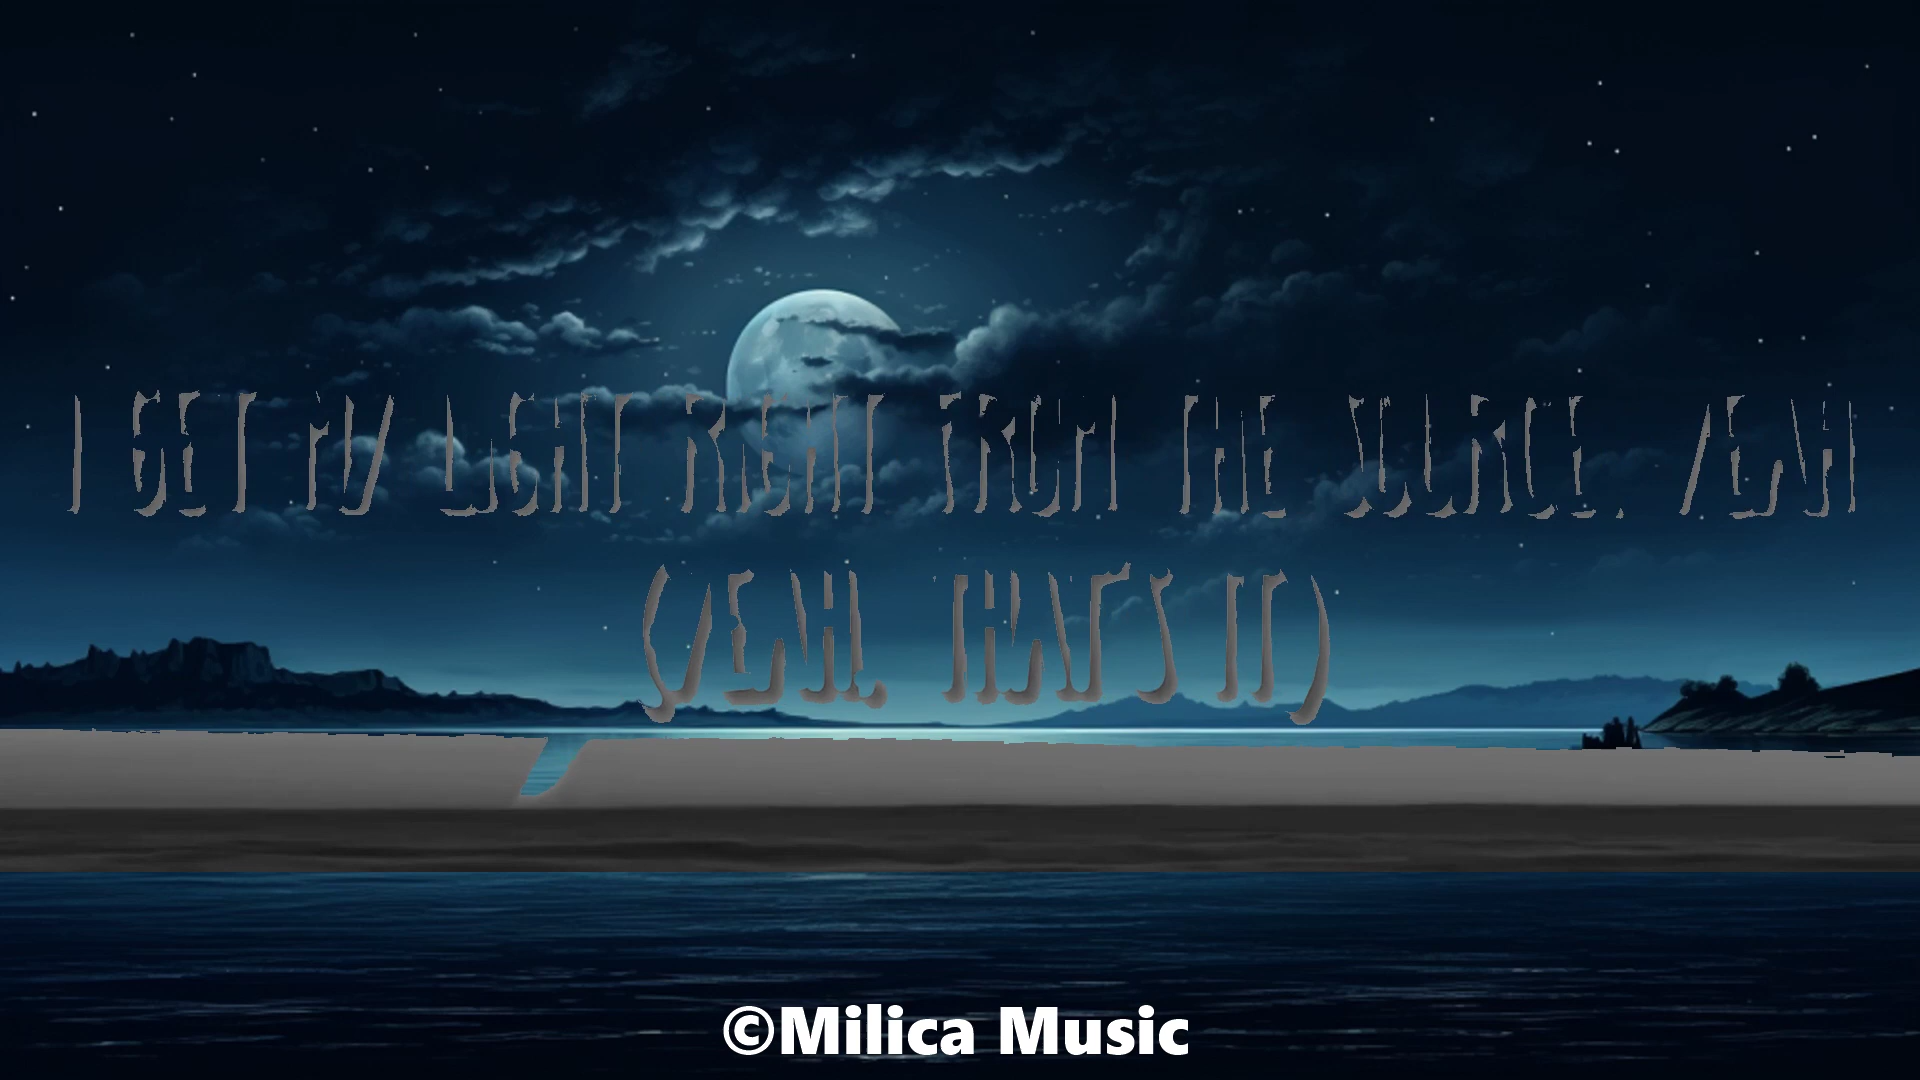 I GET MY LIGHT RIGHT FROM THE SOURCE, YEAH
(YEAH, THAT'S IT)
©Milica Music